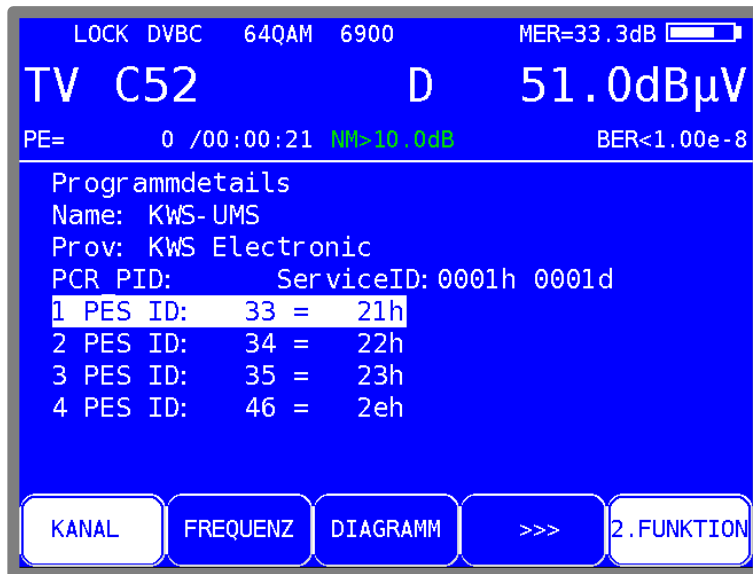 LOCK DVBC 64QAM 6900 MER=33.3dB
TV C52 D 51.0dBµV
PE= 0 /00:00:21 NM>10.0dB BER<1.00e-8
Programmdetails
Name: KWS-UMS
Prov: KWS Electronic
PCR_PID: ServiceID: 0001h 0001d
1 PES ID: 33 = 21h
2 PES ID: 34 = 22h
3 PES ID: 35 = 23h
4 PES ID: 46 = 2eh
KANAL FREQUENZ DIAGRAMM >>> 2.FUNKTION